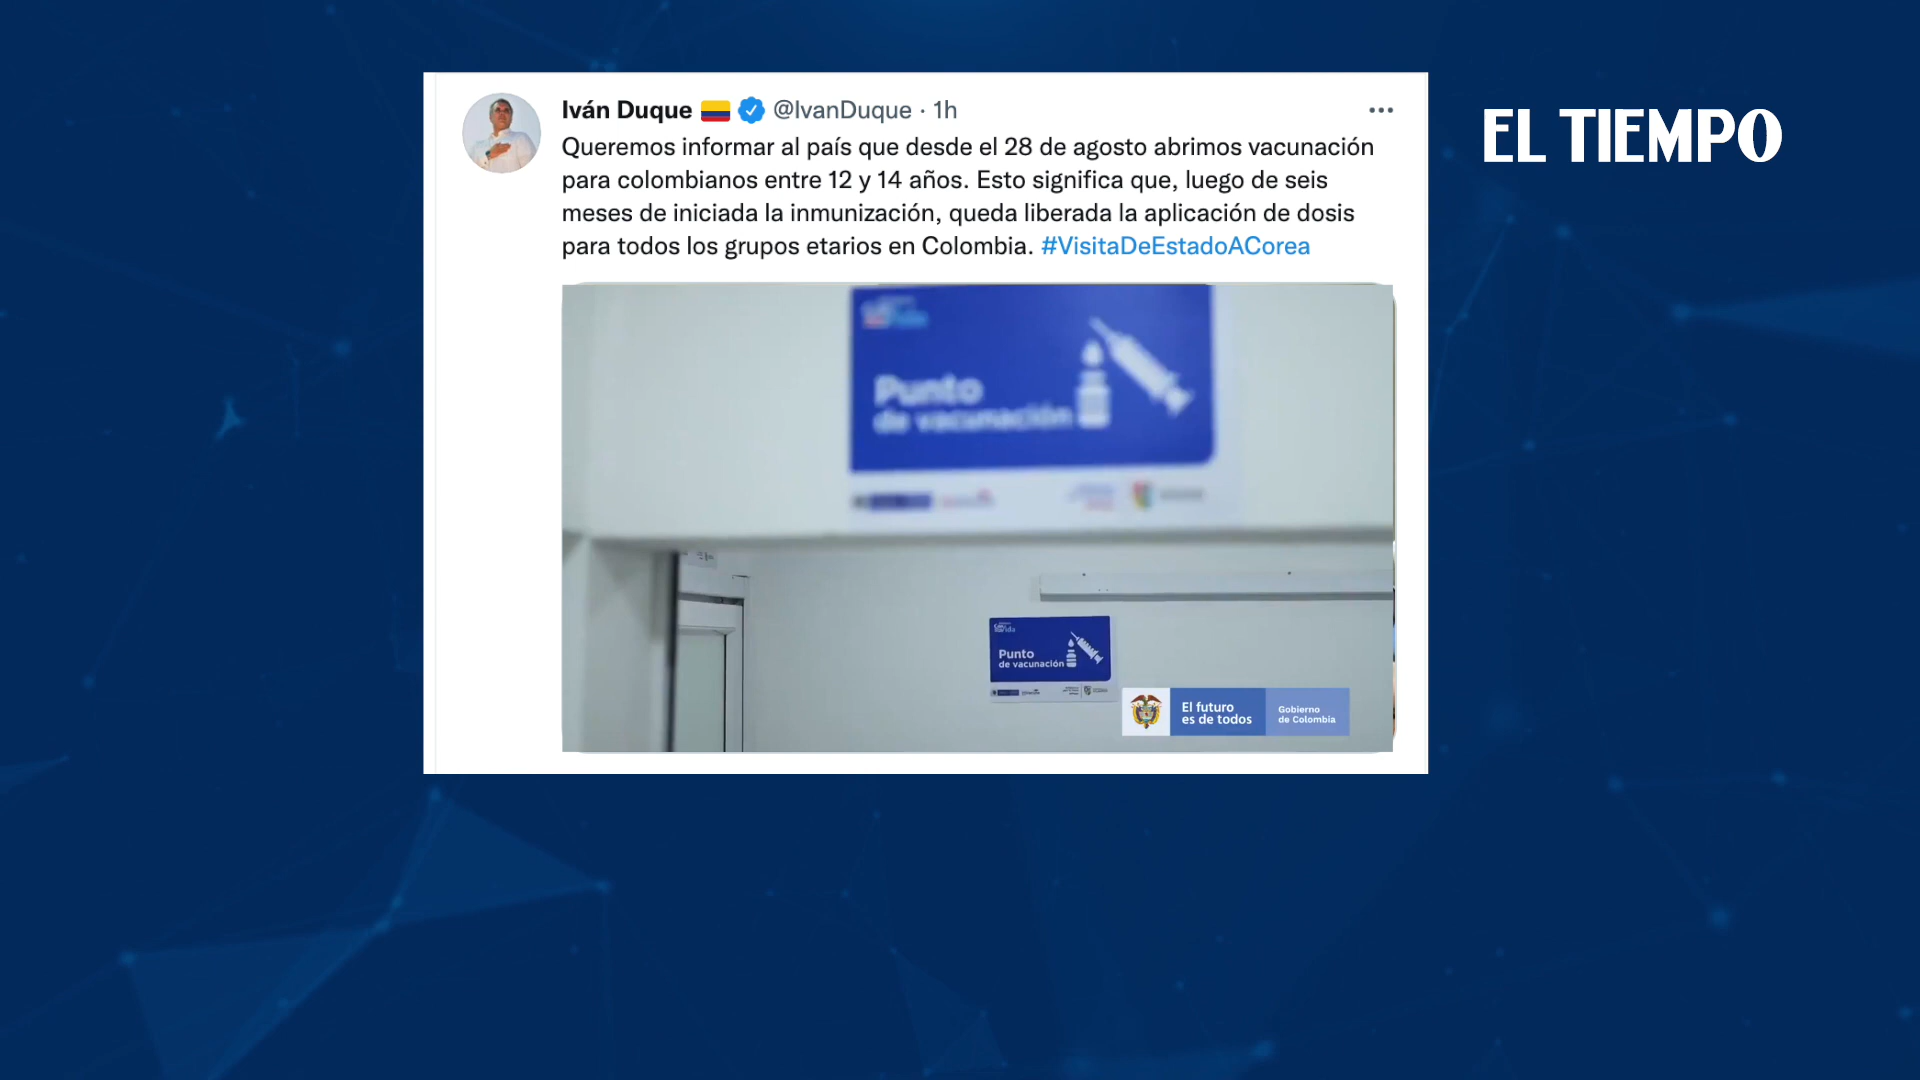 EL TIEMPO
Iván Duque @IvanDuque · 1h
Queremos informar al país que desde el 28 de agosto abrimos vacunación
para colombianos entre 12 y 14 años. Esto significa que, luego de seis
meses de iniciada la inmunización, queda liberada la aplicación de dosis
para todos los grupos etarios en Colombia. #VisitaDeEstadoACorea
Punto
de vacunación
Punto
de vacunación
El futuro
es de todos
Gobierno
de Colombia